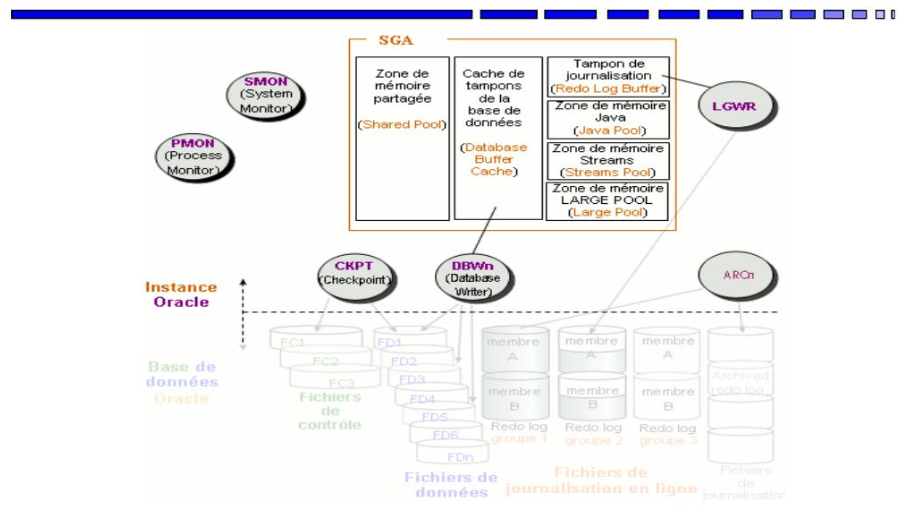 SGA
SMON
(System
Monitor)
PMON
(Process
Monitor)
Zone de
mémoire
partagée
(Shared Pool)
Cache de
tampons
de la
base de
données
(Database
Buffer
Cache)
Tampon de
journalisation
(Redo Log Buffer)
Zone de mémoire
Java
(Java Pool)
Zone de mémoire
Streams
(Streams Pool)
Zone de mémoire
LARGE POOL
(Large Pool)
LGWR
CKPT
(Checkpoint)
DBWn
(Database
Writer)
ARCn
Instance
Oracle
Base de
données
Oracle
FC1
FC2
FC3
Fichiers
de
contrôle
FD1
FD2
FD3
FD4
FD5
FD6
FDn
Fichiers de
données
membre
A
membre
B
Redo log
groupe 1
membre
A
membre
B
Redo log
groupe 2
membre
A
membre
B
Redo log
groupe 3
Fichiers de
journalisation en ligne
Archived
redo log
Fichiers
de
journalisation